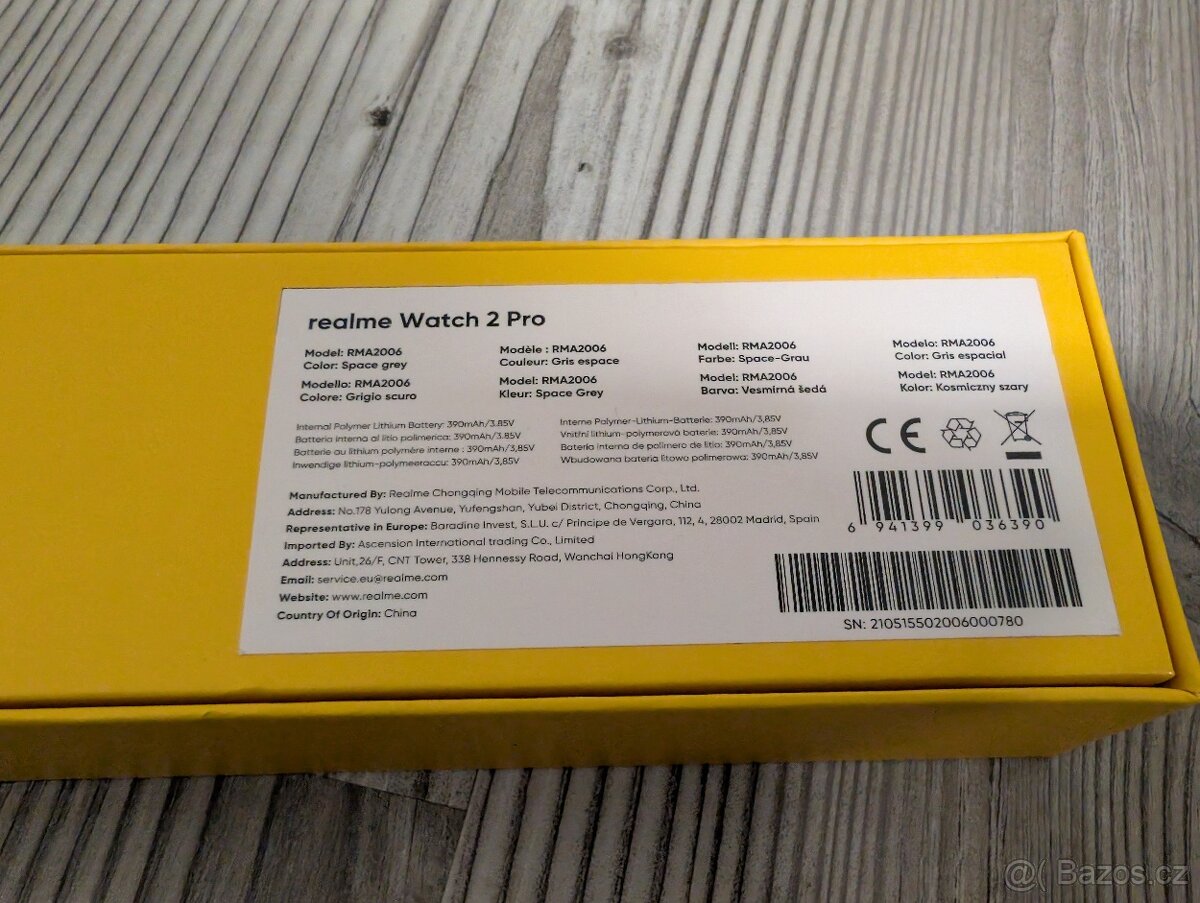 realme Watch 2 Pro
Model: RMA2006
Color: Space grey
Modèle : RMA2006
Couleur: Gris espace
Modell: RMA2006
Farbe: Space-Grau
Modelo: RMA2006
Color: Gris espacial
Modello: RMA2006
Colore: Grigio scuro
Model: RMA2006
Kleur: Space Grey
Model: RMA2006
Barva: Vesmírná šedá
Model: RMA2006
Kolor: Kosmiczny szary
Internal Polymer Lithium Battery: 390mAh/3.85V
Batteria interna al litio polimerica: 390mAh/3.85V
Batterie au lithium polymère interne : 390mAh/3,85V
Inwendige lithium-polymeeraccu: 390mAh/3,85V
Interne Polymer-Lithium-Batterie: 390mAh/3,85V
Vnitřní lithium-polymerová baterie: 390mAh/3,85V
Batería interna de polímero de litio: 390mAh/3,85V
Wbudowana bateria litowo polimerowa: 390mAh/3,85V
CE
Manufactured By: Realme Chongqing Mobile Telecommunications Corp., Ltd.
Address: No.178 Yulong Avenue, Yufengshan, Yubei District, Chongqing, China
Representative in Europe: Baradine Invest, S.L.U. c/ Príncipe de Vergara, 112, 4, 28002 Madrid, Spain
Imported By: Ascension International trading Co., Limited
Address: Unit,26/F, CNT Tower, 338 Hennessy Road, Wanchai HongKong
Email: service.eu@realme.com
Website: www.realme.com
Country Of Origin: China
6 941399 036390
SN: 210515502006000780
@( Bazos.cz